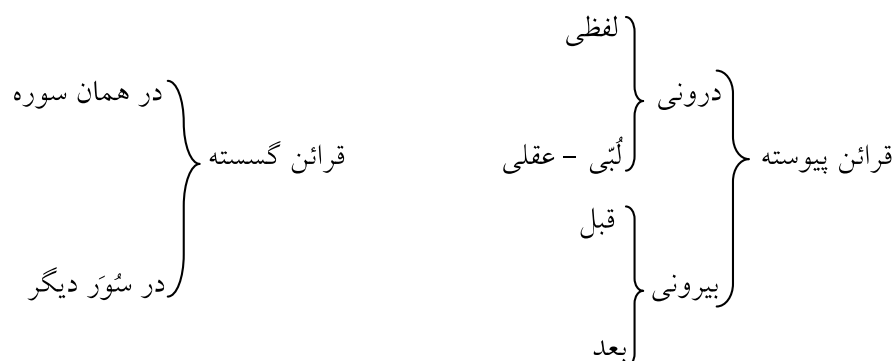 قرائن پیوسته
درونی
لفظی
لُبّی – عقلی
بیرونی
قبل
بعد
قرائن گسسته
در همان سوره
در سُوَر دیگر